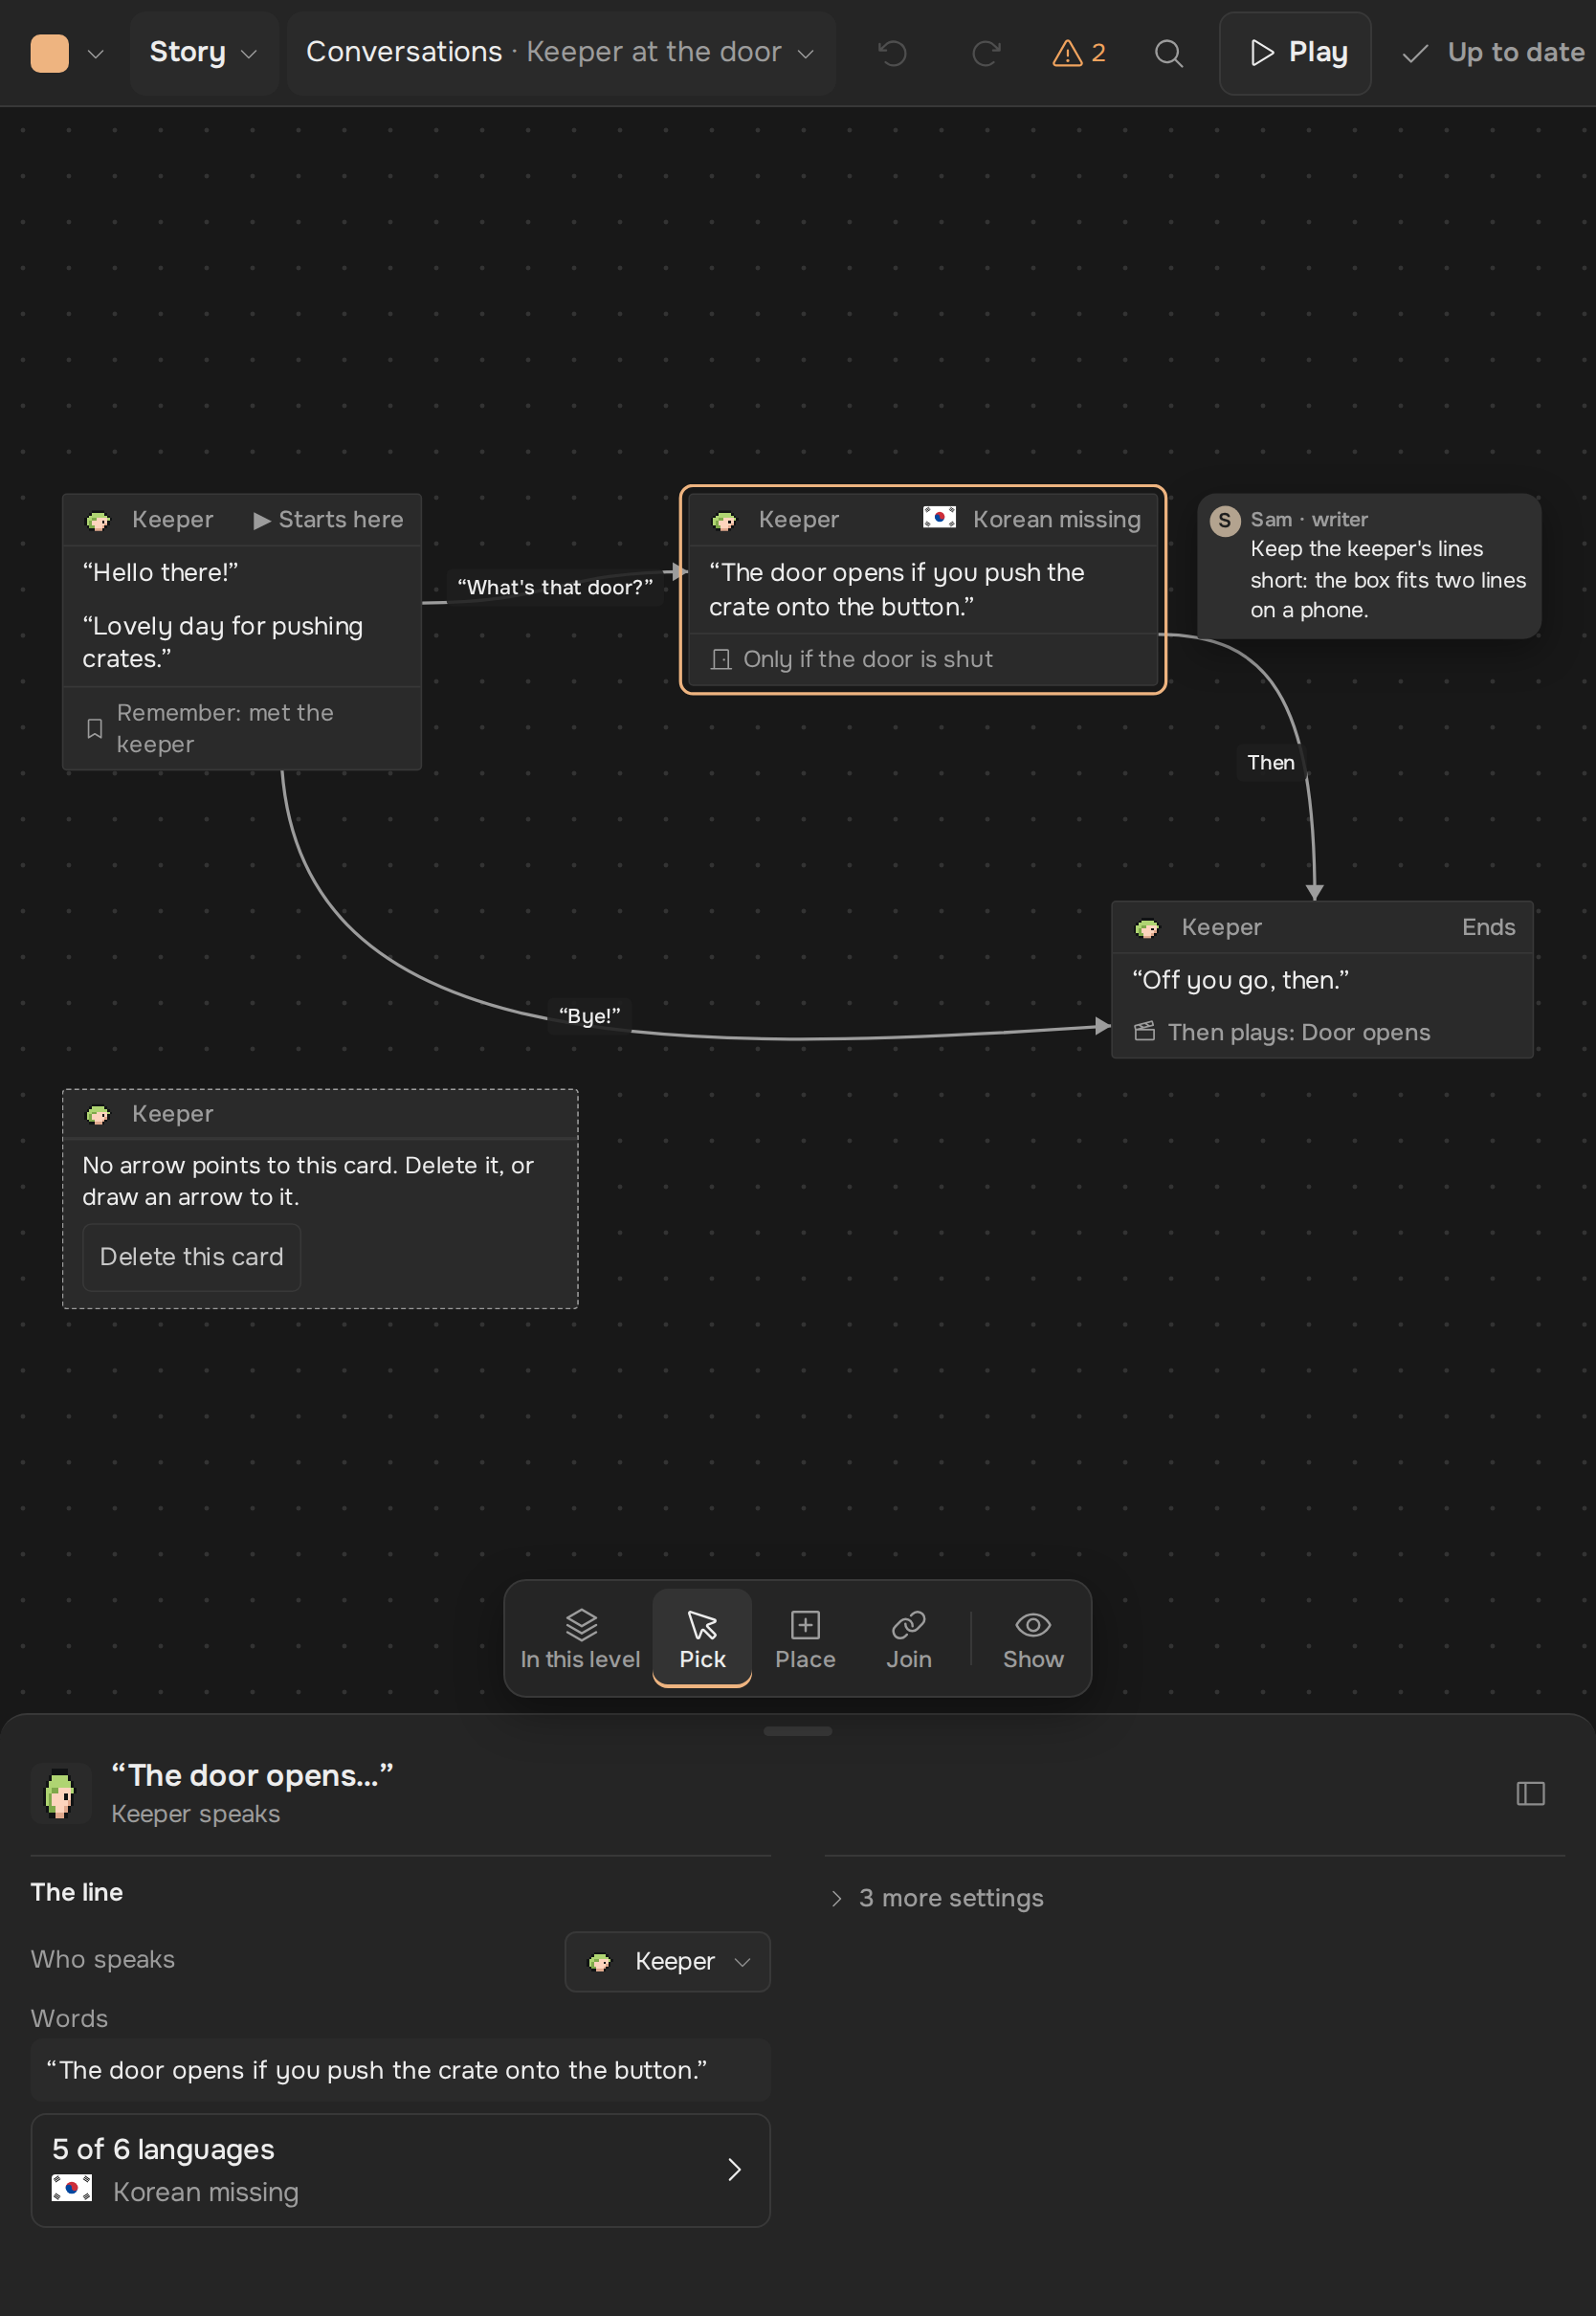 Story
Conversations · Keeper at the door
2
Play
Up to date
Keeper
▶ Starts here
“Hello there!”
“Lovely day for pushing
crates.”
Remember: met the
keeper
“What's that door?”
Keeper
Korean missing
“The door opens if you push the
crate onto the button.”
Only if the door is shut
S
Sam · writer
Keep the keeper's lines
short: the box fits two lines
on a phone.
Then
Keeper
Ends
“Off you go, then.”
Then plays: Door opens
“Bye!”
Keeper
No arrow points to this card. Delete it, or
draw an arrow to it.
Delete this card
In this level
Pick
Place
Join
Show
“The door opens…”
Keeper speaks
The line
Who speaks
Keeper
Words
“The door opens if you push the crate onto the button.”
5 of 6 languages
Korean missing
3 more settings